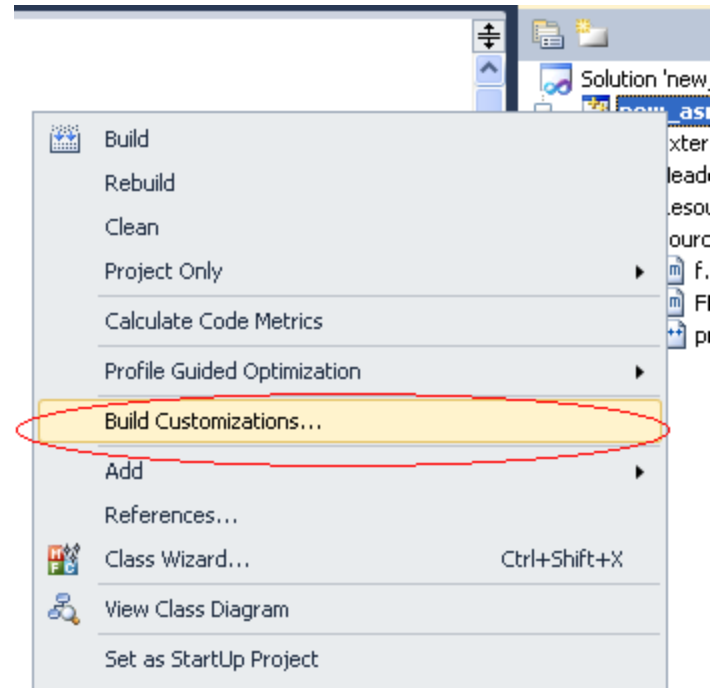 Solution 'new_
Build
Rebuild
Clean
Project Only
Calculate Code Metrics
Profile Guided Optimization
Build Customizations...
Add
References...
Class Wizard... Ctrl+Shift+X
View Class Diagram
Set as StartUp Project